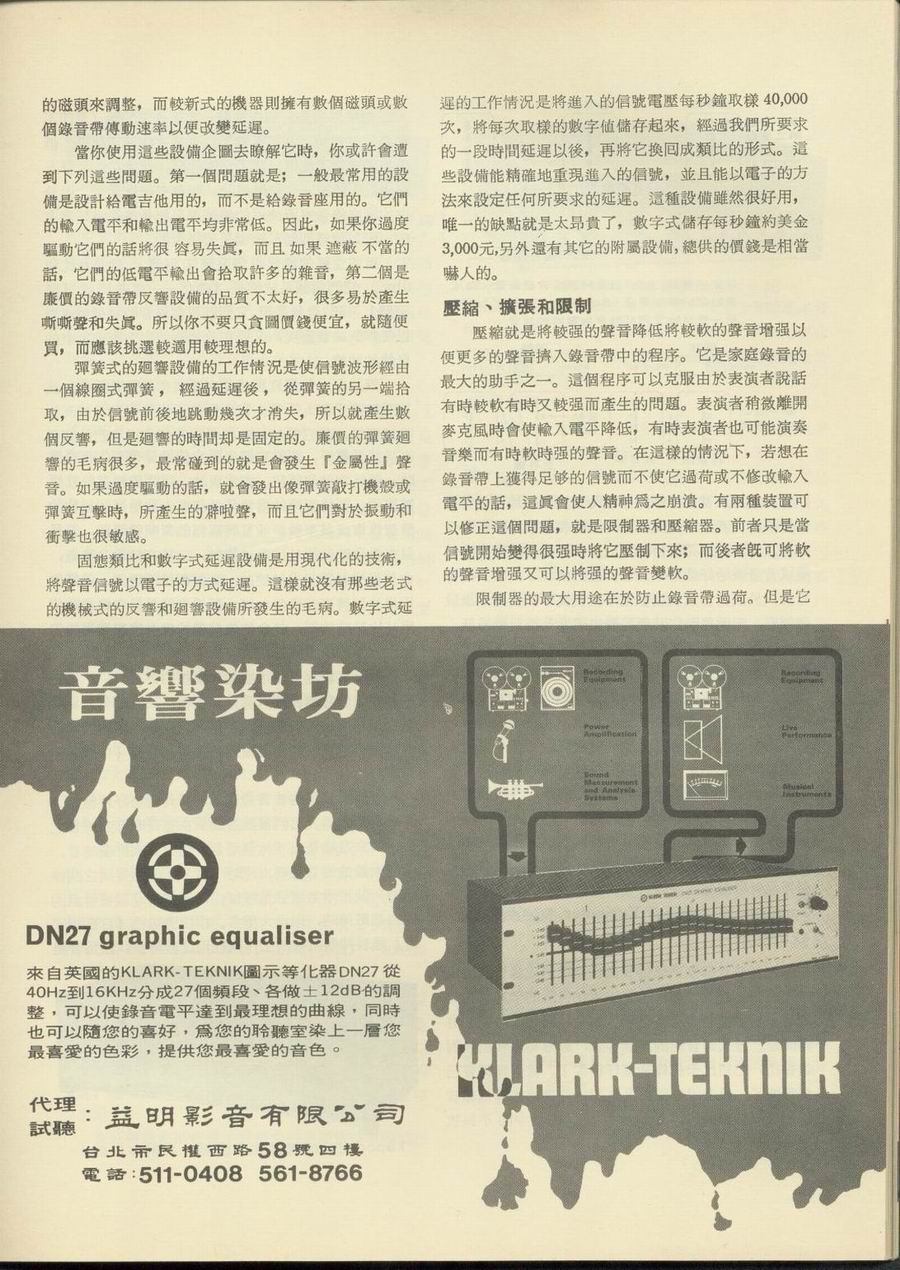 的磁頭來調整，而較新式的機器則擁有數個磁頭或數
個錄音帶傳動速率以便改變延遲。
當你使用這些設備企圖去瞭解它時，你或許會遭
到下列這些問題。第一個問題就是；一般最常用的設
備是設計給電吉他用的，而不是給錄音座用的。它們
的輸入電平和輸出電平均非常低。因此，如果你過度
驅動它們的話將很容易失眞，而且如果遮蔽不當的
話，它們的低電平輸出會拾取許多的雜音，第二個是
廉價的錄音帶反響設備的品質不太好，很多易於產生
嘶嘶聲和失眞。所以你不要只貪圖價錢便宜，就隨便
買，而應該挑選較適用較理想的。
彈簧式的廻響設備的工作情況是使信號波形經由
一個線圈式彈簧，經過延遲後，從彈簧的另一端拾
取，由於信號前後地跳動幾次才消失，所以就產生數
個反響，但是廻響的時間却是固定的。廉價的彈簧廻
響的毛病很多，最常碰到的就是會發生『金屬性』聲
音。如果過度驅動的話，就會發出像彈簧敲打機殼或
彈簧互擊時，所產生的噼啦聲，而且它們對於振動和
衝擊也很敏感。
固態類比和數字式延遲設備是用現代化的技術，
將聲音信號以電子的方式延遲。這樣就沒有那些老式
的機械式的反響和廻響設備所發生的毛病。數字式延
遲的工作情況是將進入的信號電壓每秒鐘取樣 40,000
次，將每次取樣的數字値儲存起來，經過我們所要求
的一段時間延遲以後，再將它換囘成類比的形式。這
些設備能精確地重現進入的信號，並且能以電子的方
法來設定任何所要求的延遲。這種設備雖然很好用，
唯一的缺點就是太昂貴了，數字式儲存每秒鐘約美金
3,000元,另外還有其它的附屬設備，總供的價錢是相當
嚇人的。
壓縮、擴張和限制
壓縮就是將較强的聲音降低將較軟的聲音增强以
便更多的聲音擠入錄音帶中的程序。它是家庭錄音的
最大的助手之一。這個程序可以克服由於表演者說話
有時較軟有時又較强而產生的問題。表演者稍微離開
麥克風時會使輸入電平降低，有時表演者也可能演奏
音樂而有時軟時强的聲音。在這樣的情況下，若想在
錄音帶上獲得足够的信號而不使它過荷或不修改輸入
電平的話，這眞會使人精神爲之崩潰。有兩種裝置可
以修正這個問題，就是限制器和壓縮器。前者只是當
信號開始變得很强時將它壓制下來；而後者旣可將軟
的聲音增强又可以將强的聲音變軟。
限制器的最大用途在於防止錄音帶過荷。但是它
音響染坊
DN27 graphic equaliser
來自英國的KLARK-TEKNIK圖示等化器DN27從
40Hz到16KHz分成27個頻段、各做±12dB的調
整，可以使錄音電平達到最理想的曲線，同時
也可以隨您的喜好，爲您的聆聽室染上一層您
最喜愛的色彩，提供您最喜愛的音色。
代理
試聽：益明影音有限公司
台北市民權西路58號四樓
電話:511-0408 561-8766
Recording
Equipment
Power
Amplification
Sound
Measurement
and Analysis
Systems
Recording
Equipment
Live
Performance
Musical
Instruments
KLARK TEKNIK DN27 GRAPHIC EQUALISER
KLARK-TEKNIK